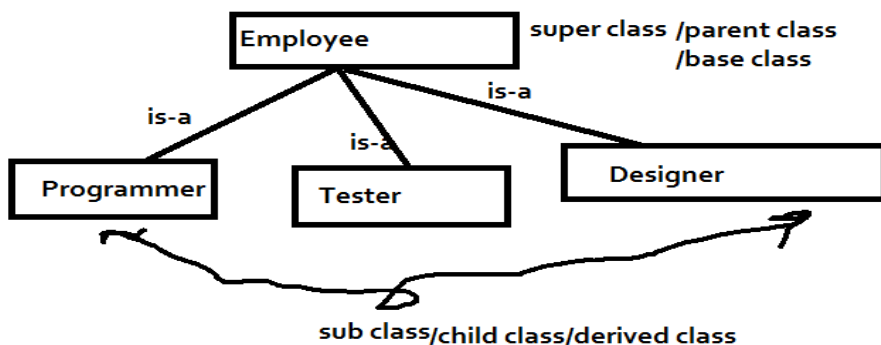 Employee
super class /parent class
/base class
is-a
is-a
is-a
Programmer
Tester
Designer
sub class/child class/derived class